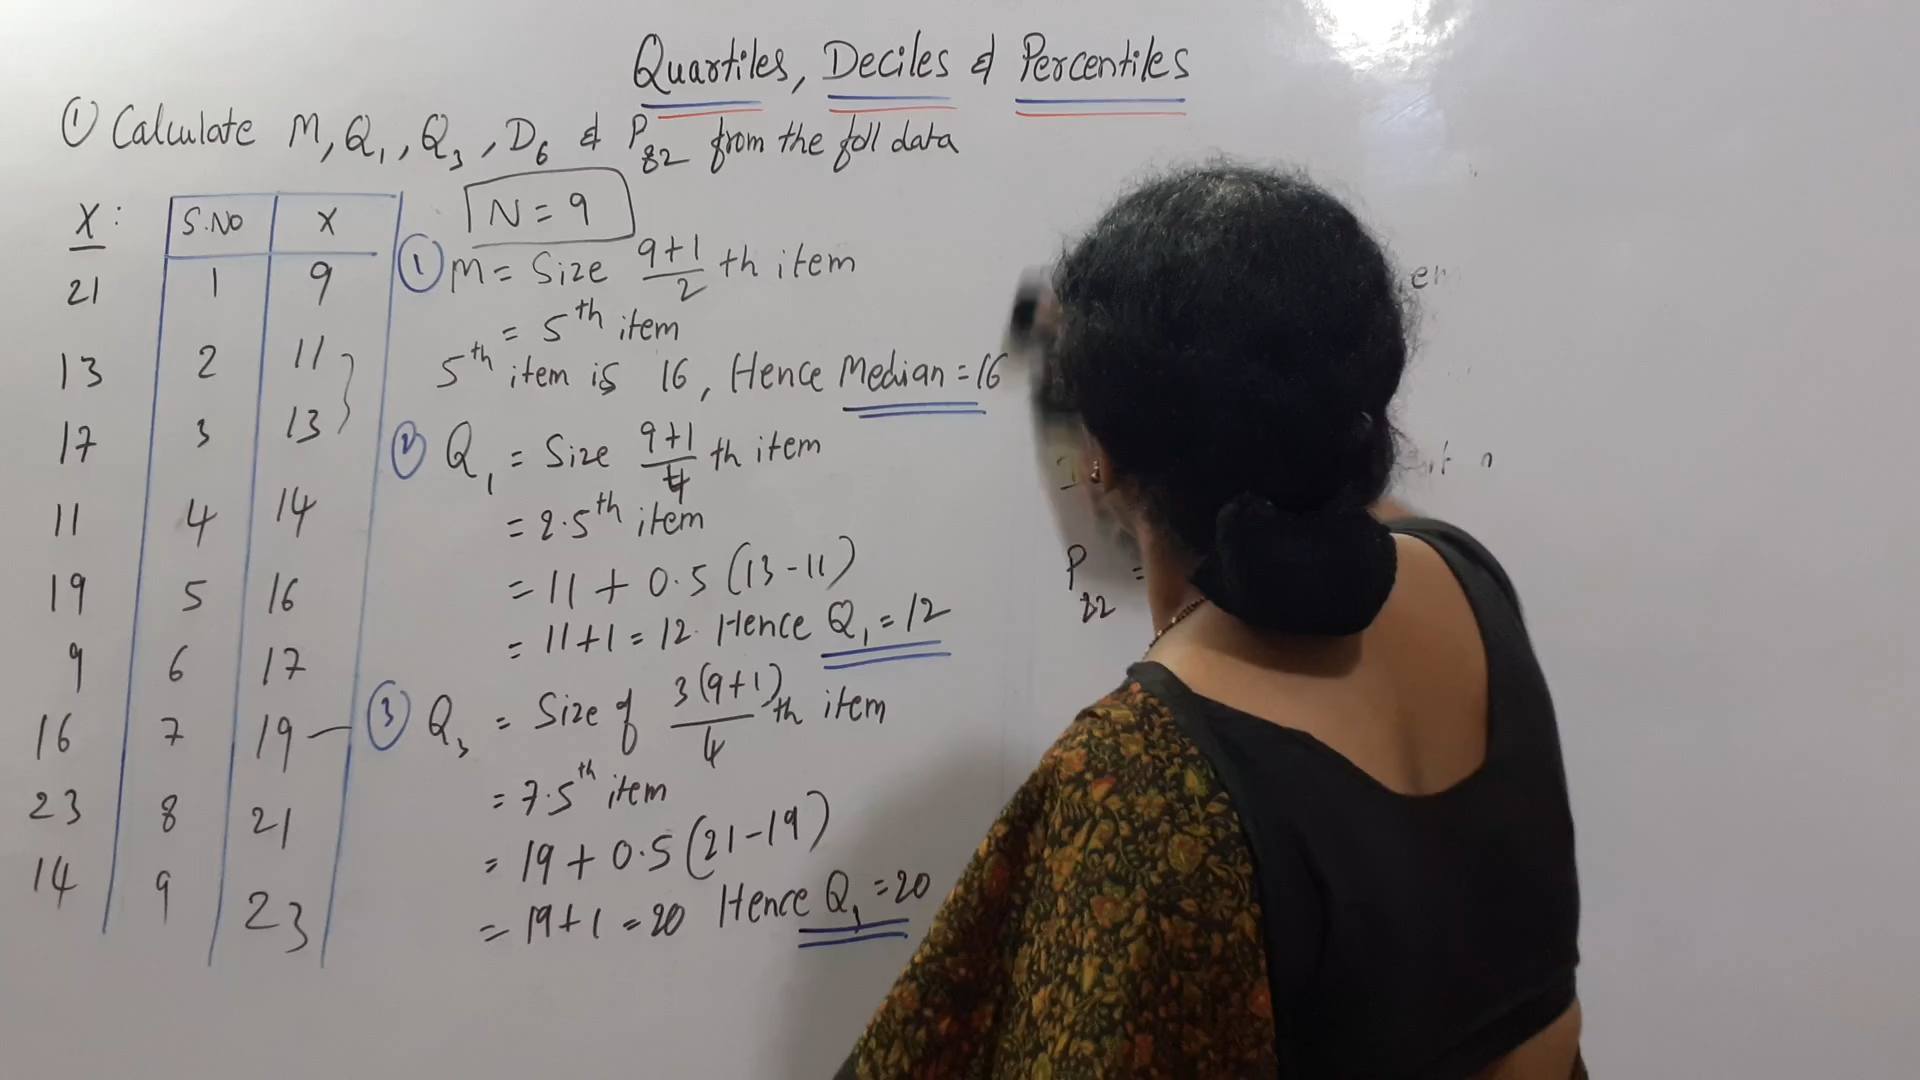 Quartiles, Deciles & Percentiles
① Calculate M, Q₁, Q₃, D₆ & P₈₂ from the foll data
X:
21
13
17
11
19
9
16
23
14
S.No X
1 9
2 11
3 13
4 14
5 16
6 17
7 19
8 21
9 23
N = 9
① M = Size (9+1)/2 th item
= 5th item
5th item is 16, Hence Median = 16
② Q₁ = Size (9+1)/4 th item
= 2.5th item
= 11 + 0.5 (13-11)
= 11+1 = 12. Hence Q₁ = 12
③ Q₃ = Size of 3(9+1)/4 th item
= 7.5th item
= 19 + 0.5 (21-19)
= 19+1 = 20 Hence Q₃ = 20
P₈₂ =